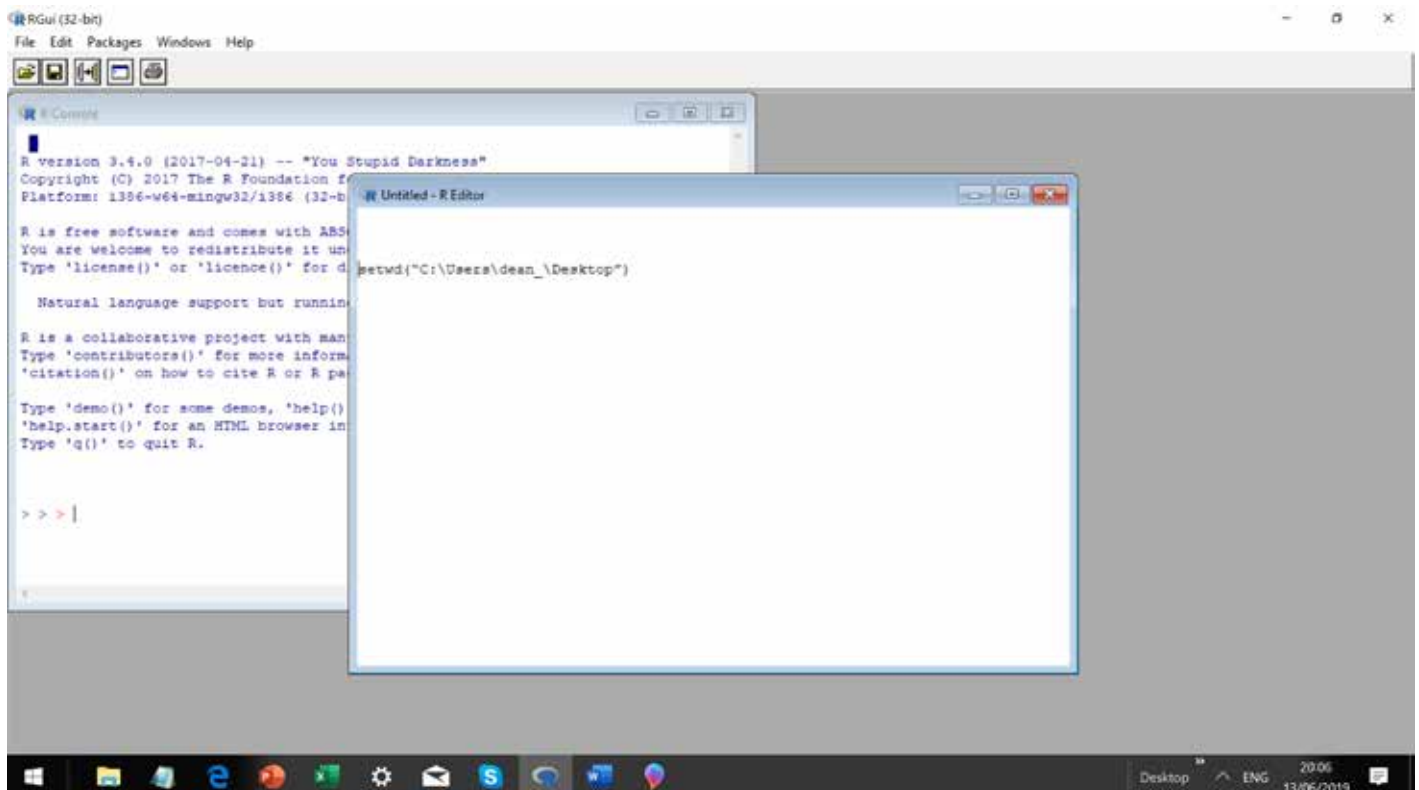 RGui (32-bit)
File Edit Packages Windows Help
R Console
R version 3.4.0 (2017-04-21) -- "You Stupid Darkness"
Copyright (C) 2017 The R Foundation f
Platform: i386-w64-mingw32/i386 (32-b
R is free software and comes with ABS
You are welcome to redistribute it un
Type 'license()' or 'licence()' for d
Natural language support but runnin
R is a collaborative project with man
Type 'contributors()' for more inform
'citation()' on how to cite R or R pa
Type 'demo()' for some demos, 'help()
'help.start()' for an HTML browser in
Type 'q()' to quit R.
> > >
Untitled - R Editor
setwd("C:\Users\dean_\Desktop")
Desktop
ENG
20:06
13/06/2019